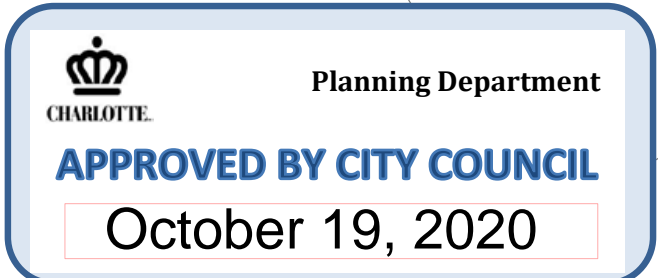 Planning Department
CHARLOTTE.
APPROVED BY CITY COUNCIL
October 19, 2020